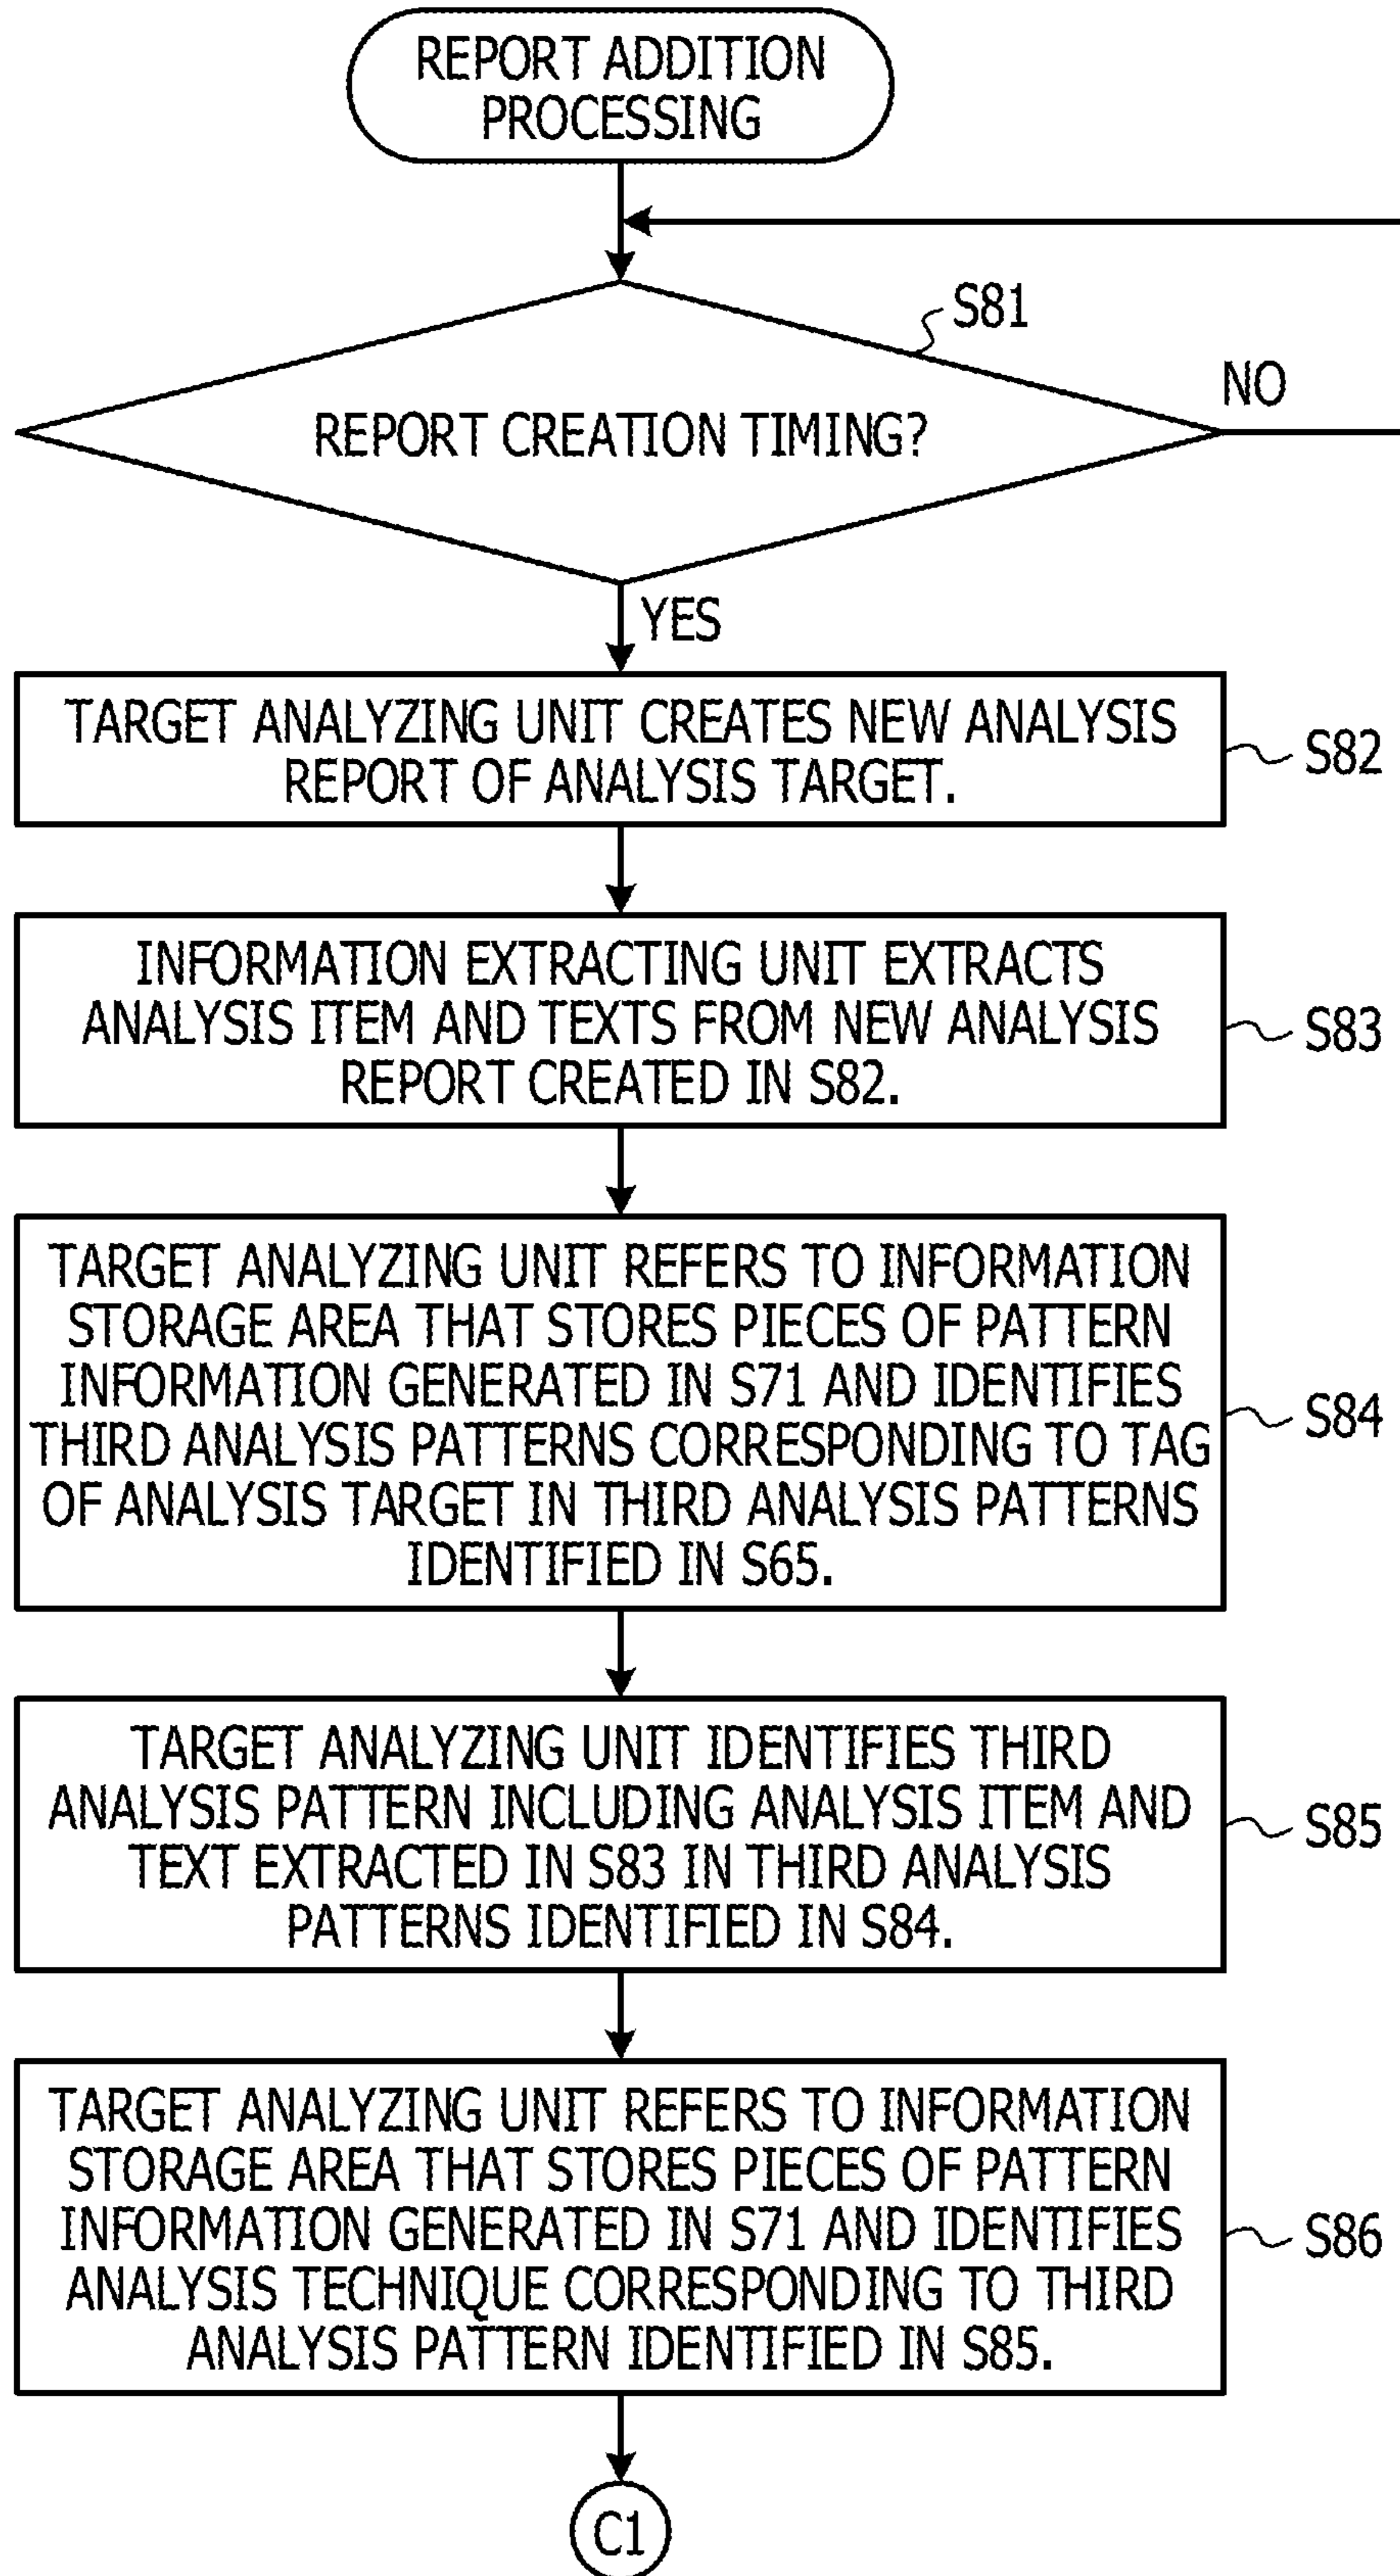 REPORT ADDITION
PROCESSING
S81
REPORT CREATION TIMING?
NO
YES
TARGET ANALYZING UNIT CREATES NEW ANALYSIS
REPORT OF ANALYSIS TARGET.
S82
INFORMATION EXTRACTING UNIT EXTRACTS
ANALYSIS ITEM AND TEXTS FROM NEW ANALYSIS
REPORT CREATED IN S82.
S83
TARGET ANALYZING UNIT REFERS TO INFORMATION
STORAGE AREA THAT STORES PIECES OF PATTERN
INFORMATION GENERATED IN S71 AND IDENTIFIES
THIRD ANALYSIS PATTERNS CORRESPONDING TO TAG
OF ANALYSIS TARGET IN THIRD ANALYSIS PATTERNS
IDENTIFIED IN S65.
S84
TARGET ANALYZING UNIT IDENTIFIES THIRD
ANALYSIS PATTERN INCLUDING ANALYSIS ITEM AND
TEXT EXTRACTED IN S83 IN THIRD ANALYSIS
PATTERNS IDENTIFIED IN S84.
S85
TARGET ANALYZING UNIT REFERS TO INFORMATION
STORAGE AREA THAT STORES PIECES OF PATTERN
INFORMATION GENERATED IN S71 AND IDENTIFIES
ANALYSIS TECHNIQUE CORRESPONDING TO THIRD
ANALYSIS PATTERN IDENTIFIED IN S85.
S86
C1